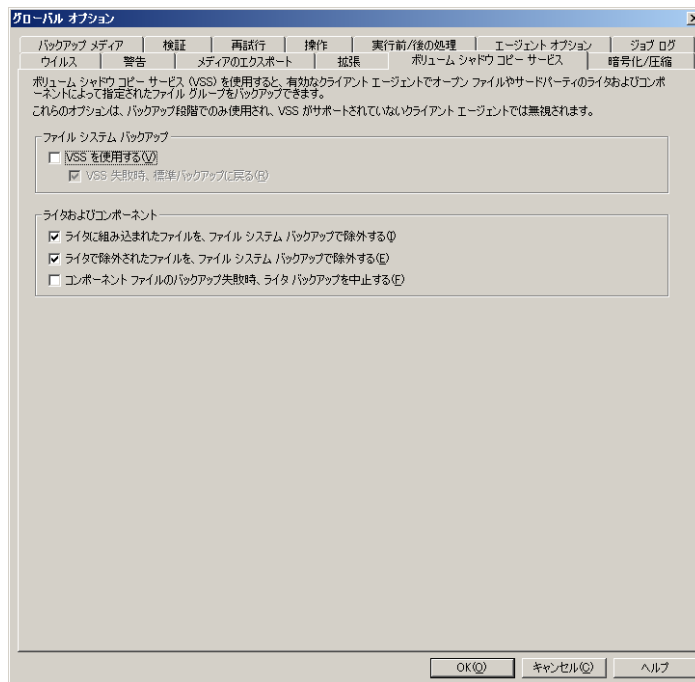 グローバル オプション
バックアップ メディア 検証 再試行 操作 実行前/後の処理 エージェント オプション ジョブ ログ
ウイルス 警告 メディアのエクスポート 拡張 ボリューム シャドウ コピー サービス 暗号化/圧縮
ボリューム シャドウ コピー サービス (VSS) を使用すると、有効なクライアント エージェントでオープン ファイルやサードパーティのライタおよびコンポ
ーネントによって指定されたファイル グループをバックアップできます。
これらのオプションは、バックアップ段階でのみ使用され、VSS がサポートされていないクライアント エージェントでは無視されます。
ファイル システム バックアップ
VSS を使用する(V)
VSS 失敗時、標準バックアップに戻る(R)
ライタおよびコンポーネント
ライタに組み込まれたファイルを、ファイル システム バックアップで除外する(I)
ライタで除外されたファイルを、ファイル システム バックアップで除外する(E)
コンポーネント ファイルのバックアップ失敗時、ライタ バックアップを中止する(F)
OK(O) キャンセル(C) ヘルプ